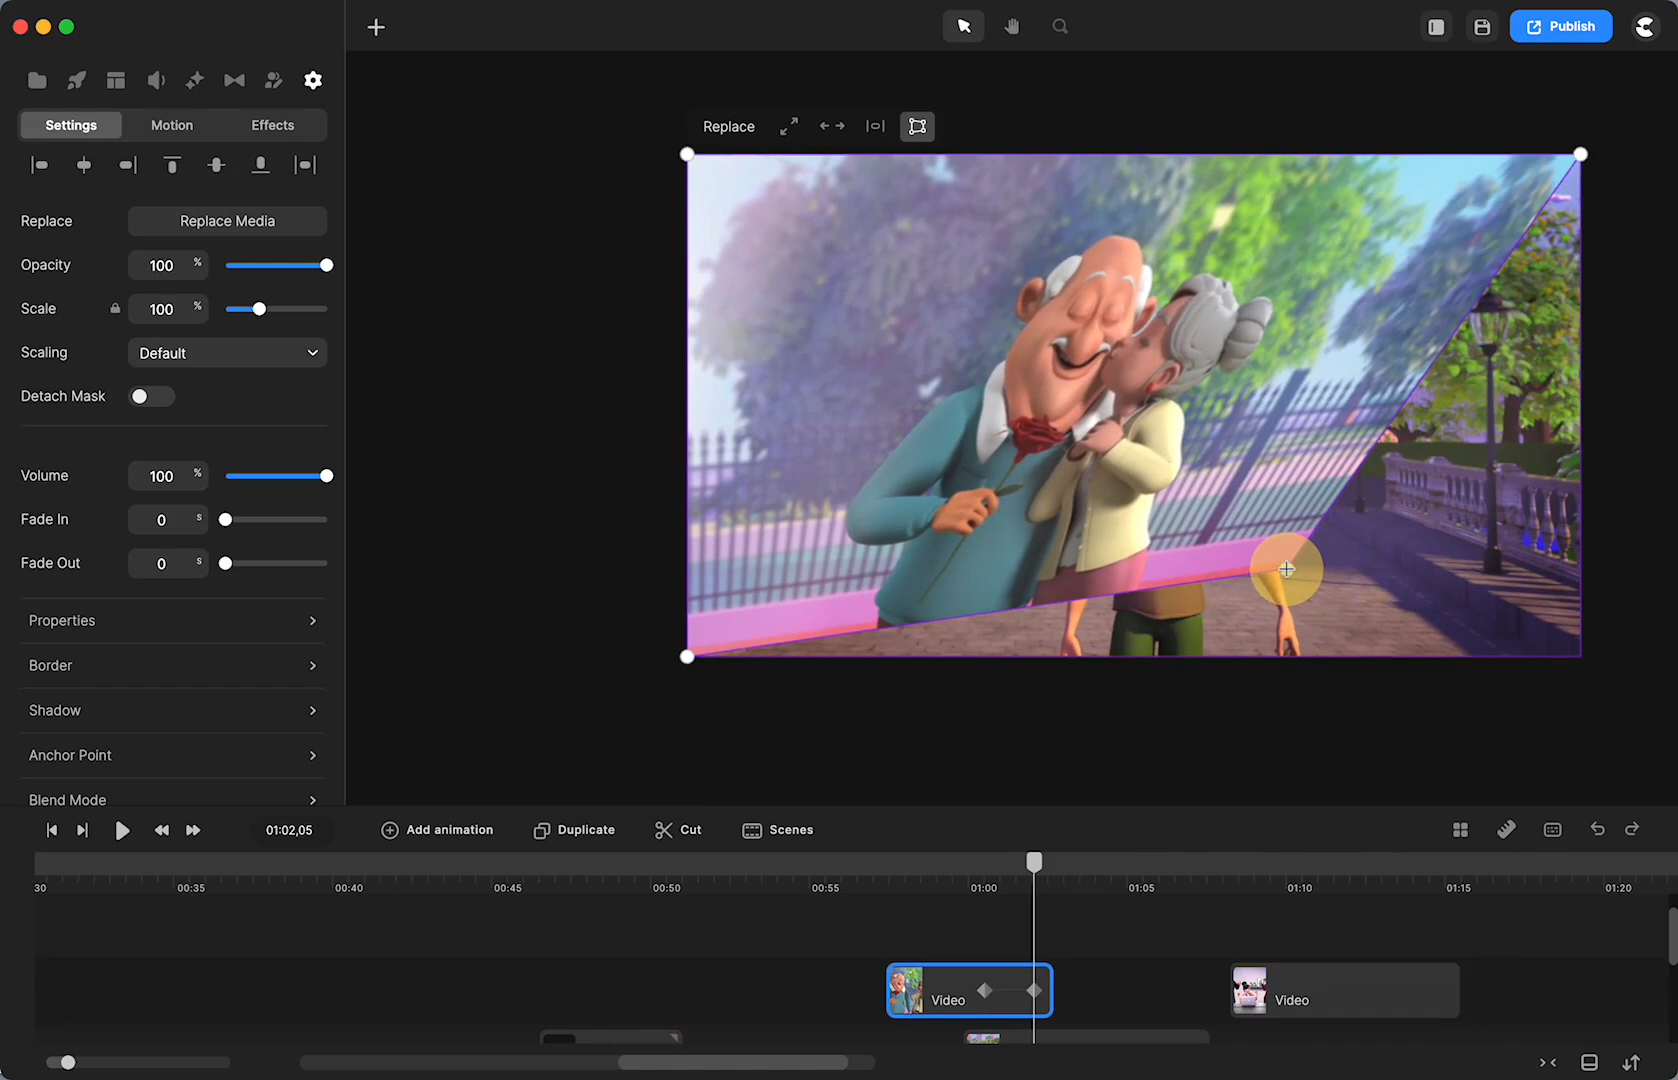 Publish
Settings Motion Effects
Replace
Replace Replace Media
Opacity 100 %
Scale 100 %
Scaling Default
Detach Mask
Volume 100 %
Fade In 0 s
Fade Out 0 s
Properties
Border
Shadow
Anchor Point
Blend Mode
01:02,05 Add animation Duplicate Cut Scenes
30 00:35 00:40 00:45 00:50 00:55 01:00 01:05 01:10 01:15 01:20
Video Video